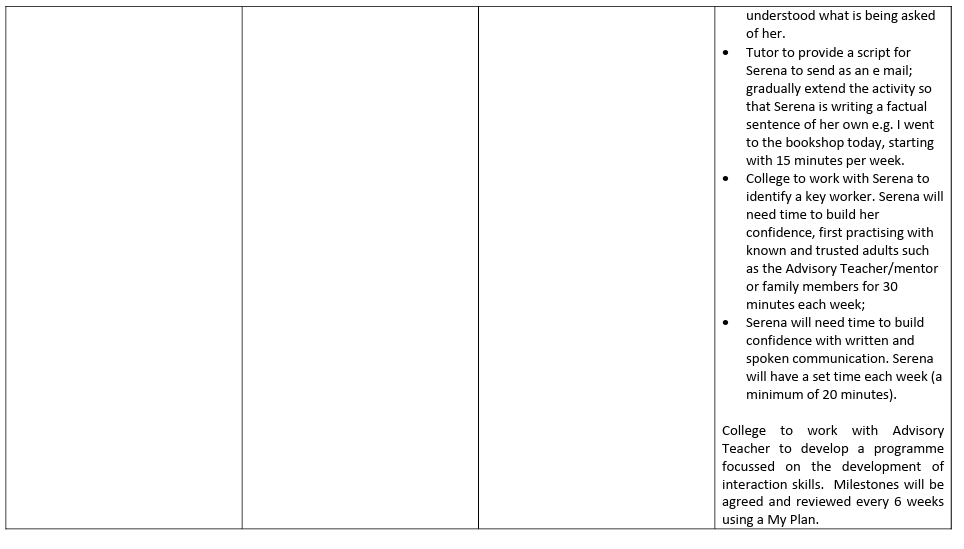 understood what is being asked
of her.
• Tutor to provide a script for
Serena to send as an e mail;
gradually extend the activity so
that Serena is writing a factual
sentence of her own e.g. I went
to the bookshop today, starting
with 15 minutes per week.
• College to work with Serena to
identify a key worker. Serena will
need time to build her
confidence, first practising with
known and trusted adults such
as the Advisory Teacher/mentor
or family members for 30
minutes each week;
• Serena will need time to build
confidence with written and
spoken communication. Serena
will have a set time each week (a
minimum of 20 minutes).
College to work with Advisory
Teacher to develop a programme
focussed on the development of
interaction skills. Milestones will be
agreed and reviewed every 6 weeks
using a My Plan.